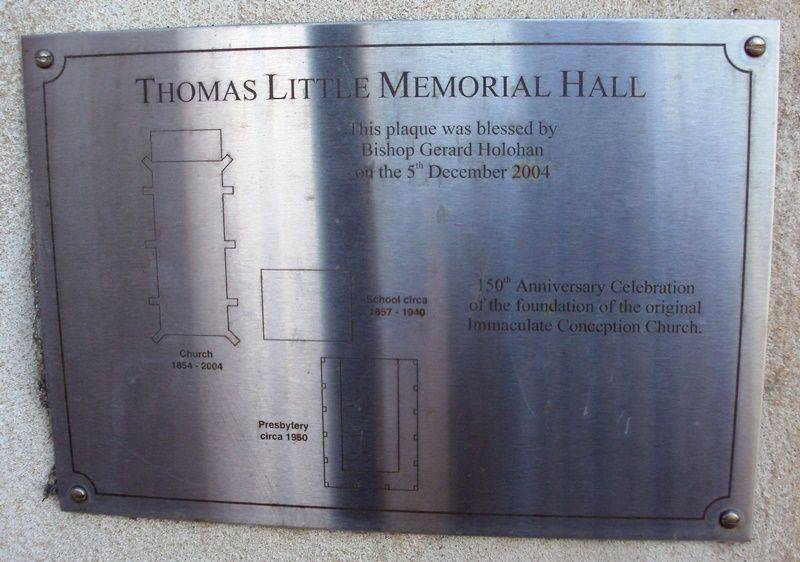 THOMAS LITTLE MEMORIAL HALL
This plaque was blessed by
Bishop Gerard Holohan
on the 5th December 2004
150th Anniversary Celebration
of the foundation of the original
Immaculate Conception Church.
School circa
1857 - 1940
Church
1854 - 2004
Presbytery
circa 1950